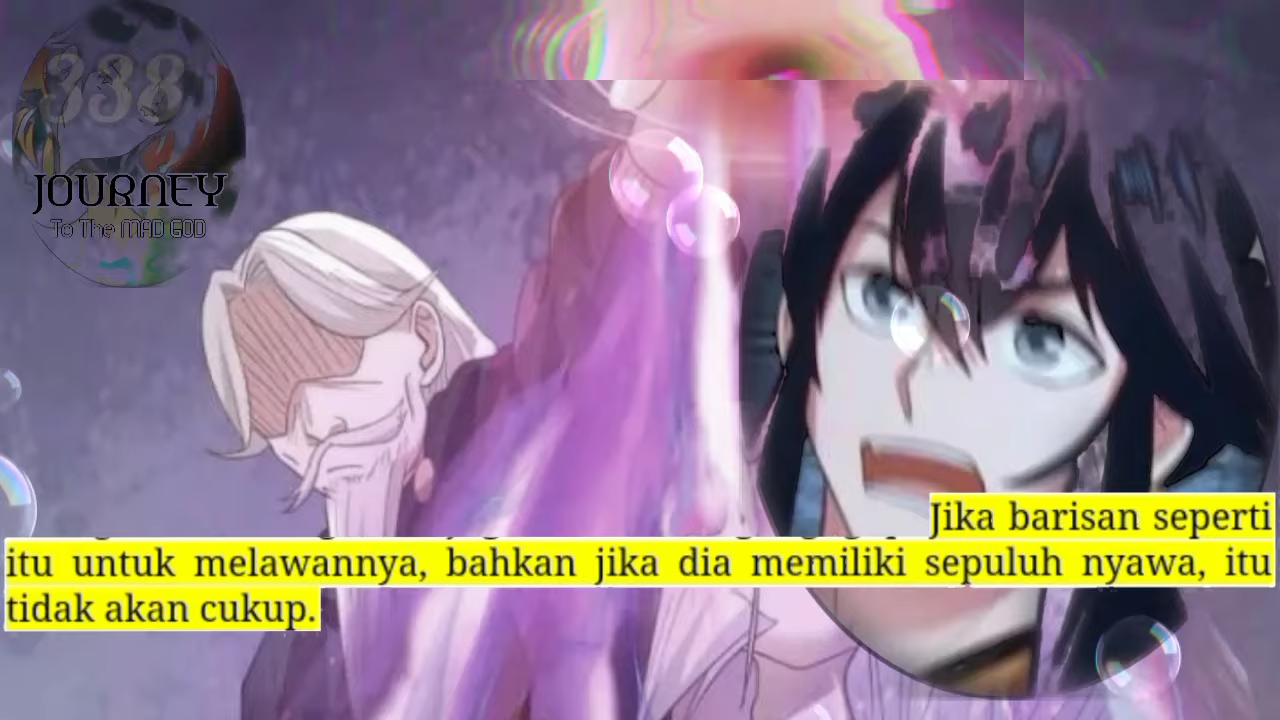 338
JOURNEY
To The MAD GOD
Jika barisan seperti
itu untuk melawannya, bahkan jika dia memiliki sepuluh nyawa, itu
tidak akan cukup.